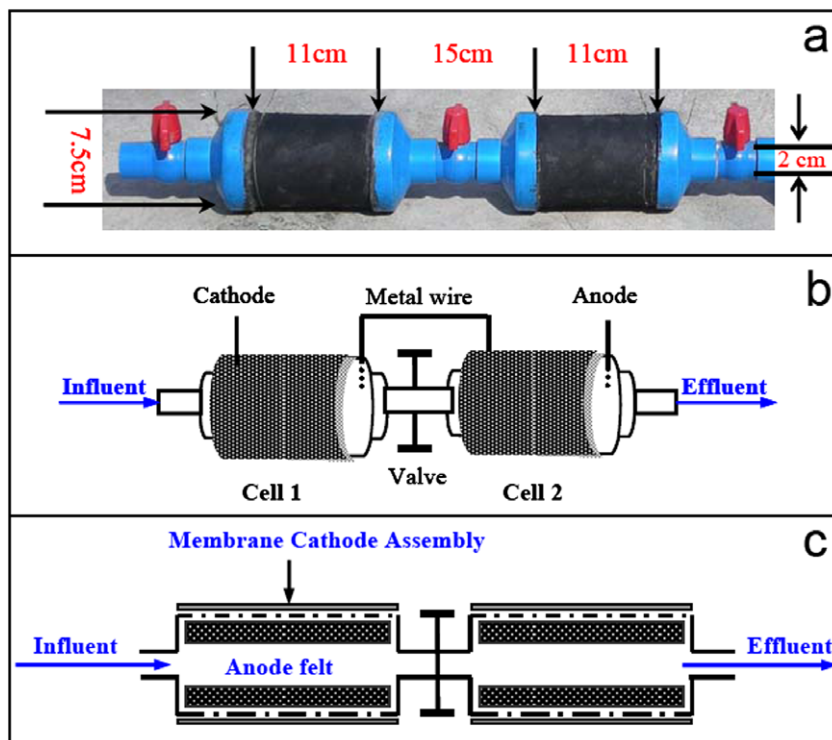 a
11cm 15cm 11cm
7.5cm
2 cm
b
Cathode Metal wire Anode
Influent Effluent
Valve
Cell 1 Cell 2
c
Membrane Cathode Assembly
Influent Effluent
Anode felt